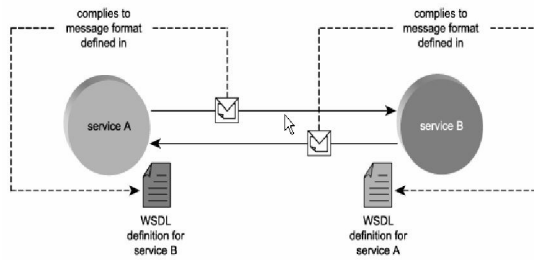 complies to
message format
defined in
complies to
message format
defined in
service A
service B
WSDL
definition for
service B
WSDL
definition for
service A